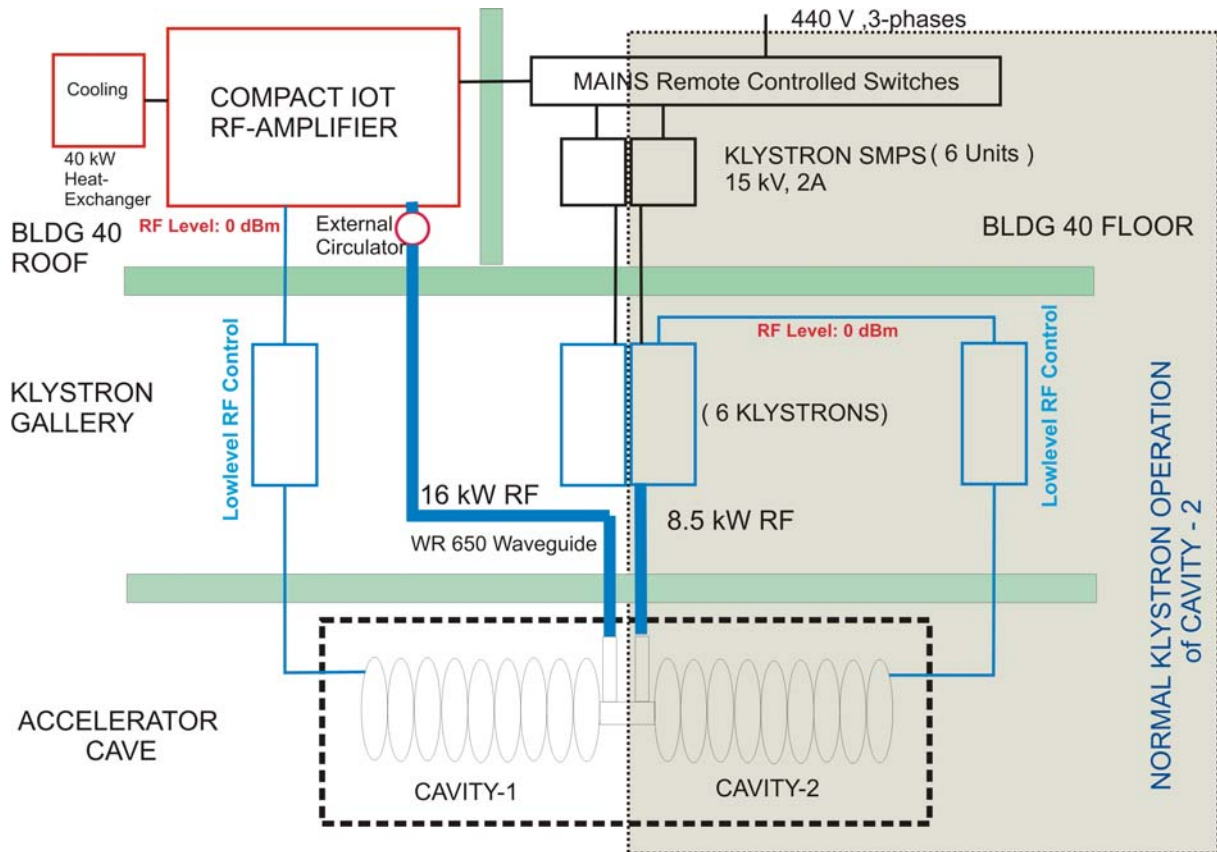 440 V ,3-phases
Cooling
COMPACT IOT
RF-AMPLIFIER
MAINS Remote Controlled Switches
40 kW
Heat-
Exchanger
KLYSTRON SMPS ( 6 Units )
15 kV, 2A
RF Level: 0 dBm
External
Circulator
BLDG 40
ROOF
BLDG 40 FLOOR
Lowlevel RF Control
RF Level: 0 dBm
Lowlevel RF Control
KLYSTRON
GALLERY
( 6 KLYSTRONS)
16 kW RF
8.5 kW RF
WR 650 Waveguide
NORMAL KLYSTRON OPERATION
of CAVITY - 2
ACCELERATOR
CAVE
CAVITY-1
CAVITY-2